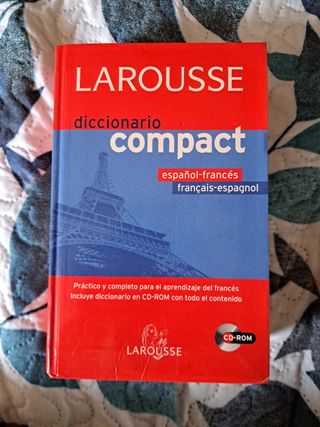 LAROUSSE
diccionario
compact
español-francés
français-espagnol
Práctico y completo para el aprendizaje del francés
Incluye diccionario en CD-ROM con todo el contenido
CD-ROM
LAROUSSE